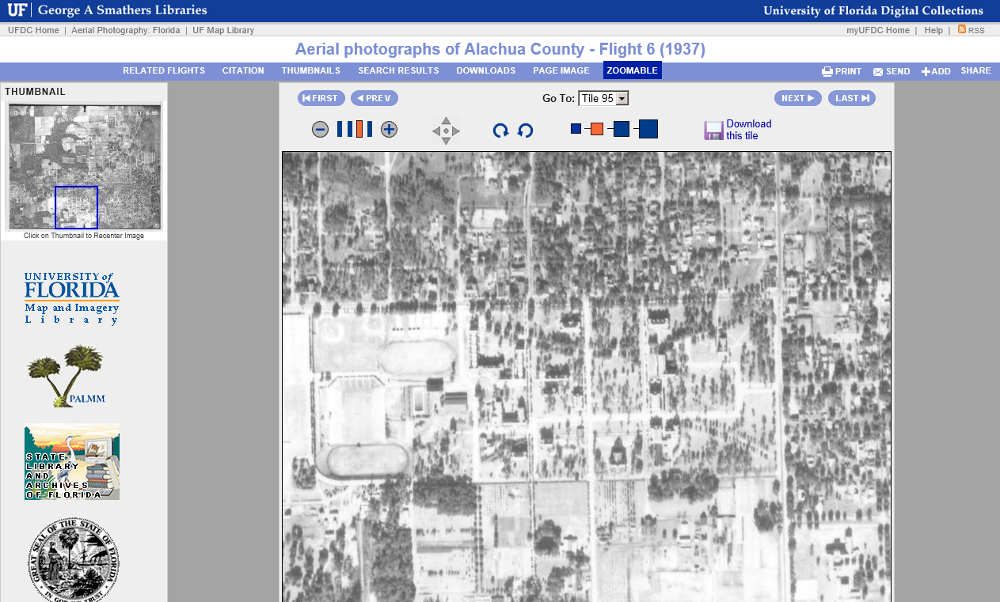 UF George A Smathers Libraries
University of Florida Digital Collections
UFDC Home | Aerial Photography: Florida | UF Map Library
myUFDC Home | Help | RSS
Aerial photographs of Alachua County - Flight 6 (1937)
RELATED FLIGHTS CITATION THUMBNAILS SEARCH RESULTS DOWNLOADS PAGE IMAGE ZOOMABLE
PRINT SEND ADD SHARE
THUMBNAIL
FIRST PREV
Go To: Tile 95
NEXT LAST
Download
this tile
Click on Thumbnail to Recenter Image
UNIVERSITY of
FLORIDA
Map and Imagery
Library
PALMM
STATE
LIBRARY
AND
ARCHIVES
OF FLORIDA
GREAT SEAL OF THE STATE OF FLORIDA